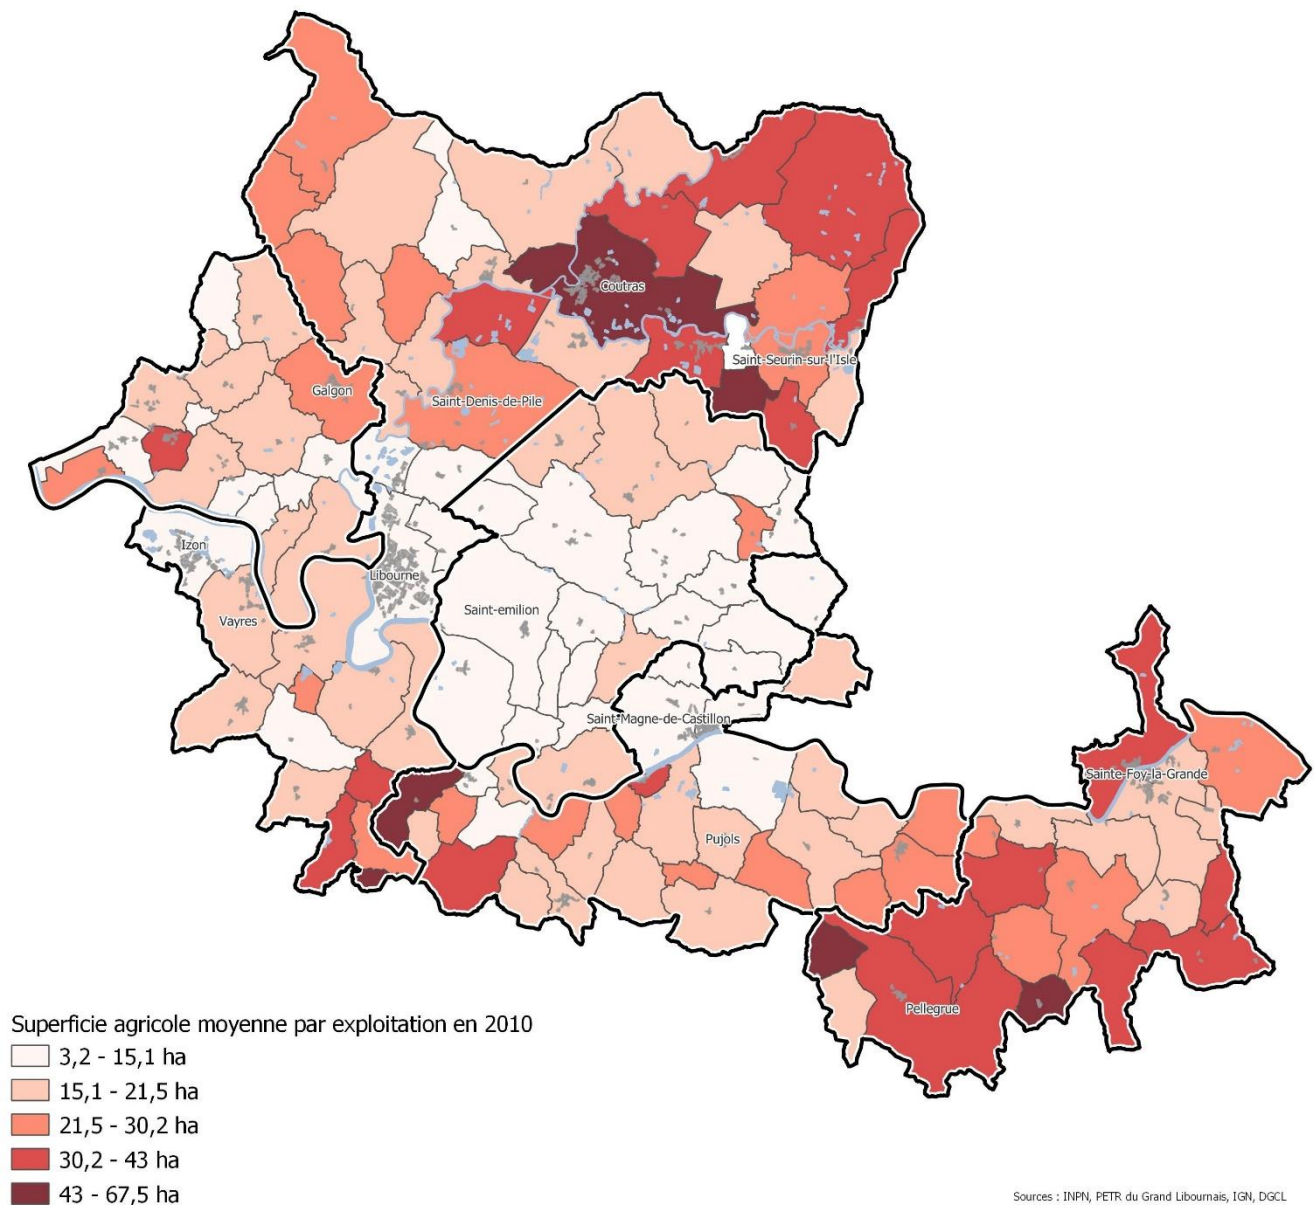 Coutras
Saint-Seurin-sur-l'Isle
Galgon
Saint-Denis-de-Pile
Izon
Libourne
Saint-emilion
Vayres
Saint-Magne-de-Castillon
Sainte-Foy-la-Grande
Pujols
Pellegrue
Superficie agricole moyenne par exploitation en 2010
3,2 - 15,1 ha
15,1 - 21,5 ha
21,5 - 30,2 ha
30,2 - 43 ha
43 - 67,5 ha
Sources : INPN, PETR du Grand Libournais, IGN, DGCL